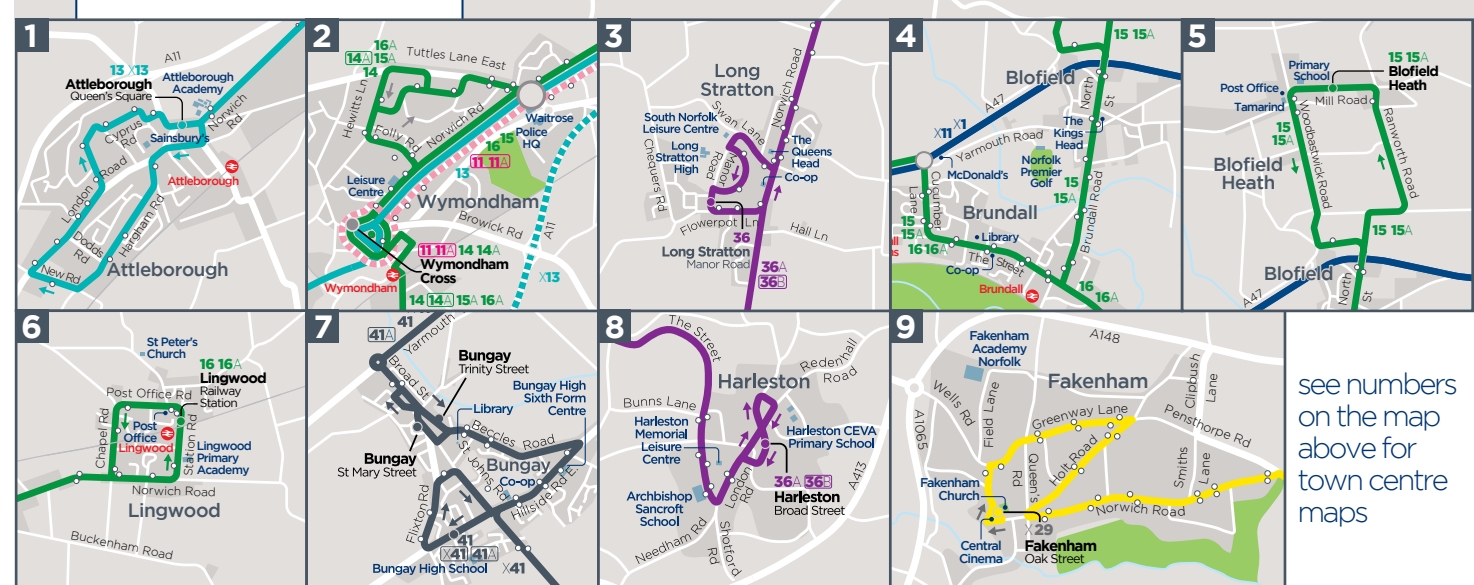 1
A11
13 X13
Attleborough
Queen's Square
Attleborough
Academy
Norwich
Rd
Cyprus
Rd
Sainsbury's
Attleborough
London Road
Dodds
Rd
Hargham Rd
New Rd
Attleborough
2
16A
14A 15A
14
Tuttles Lane East
Hewitts Ln
Folly Rd
Norwich Rd
Waitrose
Police
HQ
15
16
11 11A
13
Leisure
Centre
Wymondham
Browick Rd
A11
11 11A 14 14A
Wymondham
Cross
Wymondham
X13
14 14A 15A 16A
3
Long
Stratton
Norwich Road
Swan Lane
South Norfolk
Leisure Centre
Long
Stratton
High
Manor
Road
The
Queens
Head
Co-op
Chequers Rd
Flowerpot Ln
Hall Ln
36
Long Stratton
Manor Road
36A
36B
4
15 15A
Blofield
A47
North
St
X11 X1
Yarmouth Road
The
Kings
Head
McDonald's
Norfolk
Premier
Golf
Cucumber
Lane
15
15A
Brundall Road
Brundall
15
15A
16 16A
Library
The Street
Co-op
Brundall
16
16A
5
Primary
School
15 15A
Blofield
Heath
Post Office
Tamarind
Mill Road
15
15A
Woodbastwick Road
Ranworth Road
Blofield
Heath
15 15A
Blofield
A47
North
St
6
St Peter's
Church
16 16A
Lingwood
Railway
Station
Post Office Rd
Chapel Rd
Post
Office
Lingwood
Station Rd
Lingwood
Primary
Academy
Norwich Road
Lingwood
Buckenham Road
7
41
41A
Yarmouth
Broad St
Bungay
Trinity Street
Bungay High
Sixth Form
Centre
Library
Beccles Road
Bungay
St Mary Street
St Johns Rd
Bungay
Co-op
Hillside Rd E.
Flixton Rd
41
X41 41A
Bungay High School
X41
8
The Street
Redenhall
Road
Harleston
Bunns Lane
Harleston
Memorial
Leisure
Centre
Harleston CEVA
Primary School
London
Rd
36A 36B
Harleston
Broad Street
A413
Archbishop
Sancroft
School
Needham Rd
Shotford
Rd
9
A148
Fakenham
Academy
Norfolk
Fakenham
Clipbush
Lane
Wells Rd
Field Lane
Greenway Lane
Pensthorpe Rd
A1065
Queen's
Rd
Holt Road
Smiths
Lane
Fakenham
Church
Norwich Road
X29
Central
Cinema
Fakenham
Oak Street
see numbers
on the map
above for
town centre
maps